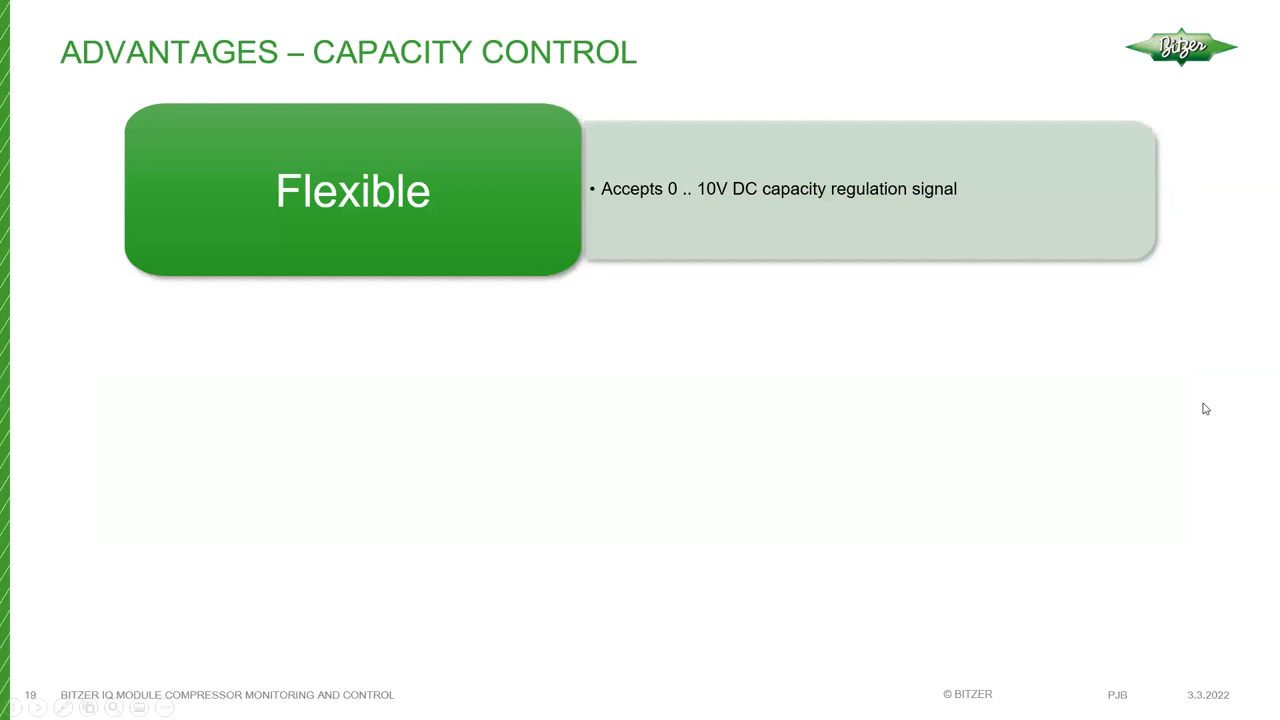 ADVANTAGES – CAPACITY CONTROL
Bitzer
Flexible
• Accepts 0 .. 10V DC capacity regulation signal
19 BITZER IQ MODULE COMPRESSOR MONITORING AND CONTROL © BITZER PJB 3.3.2022